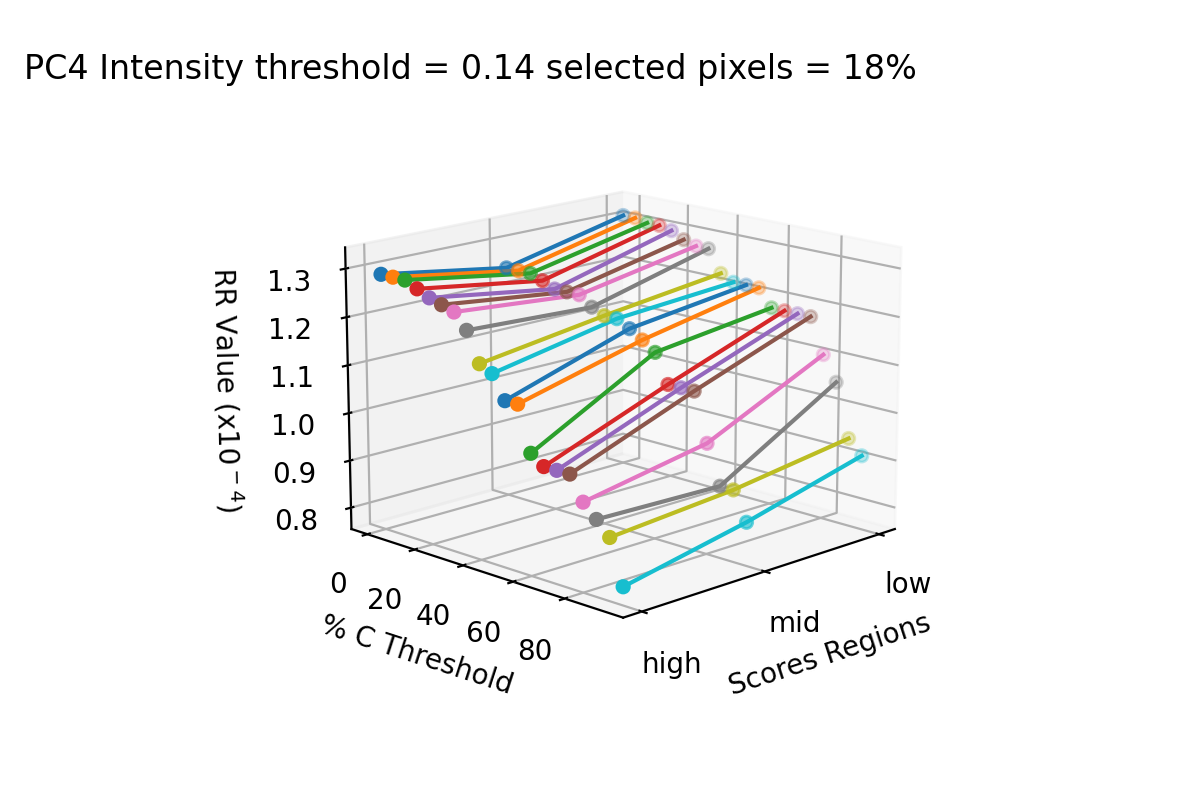 PC4 Intensity threshold = 0.14 selected pixels = 18%
RR Value (x10⁻⁴)
1.3
1.2
1.1
1.0
0.9
0.8
0
20
40
60
80
% C Threshold
high
mid
low
Scores Regions